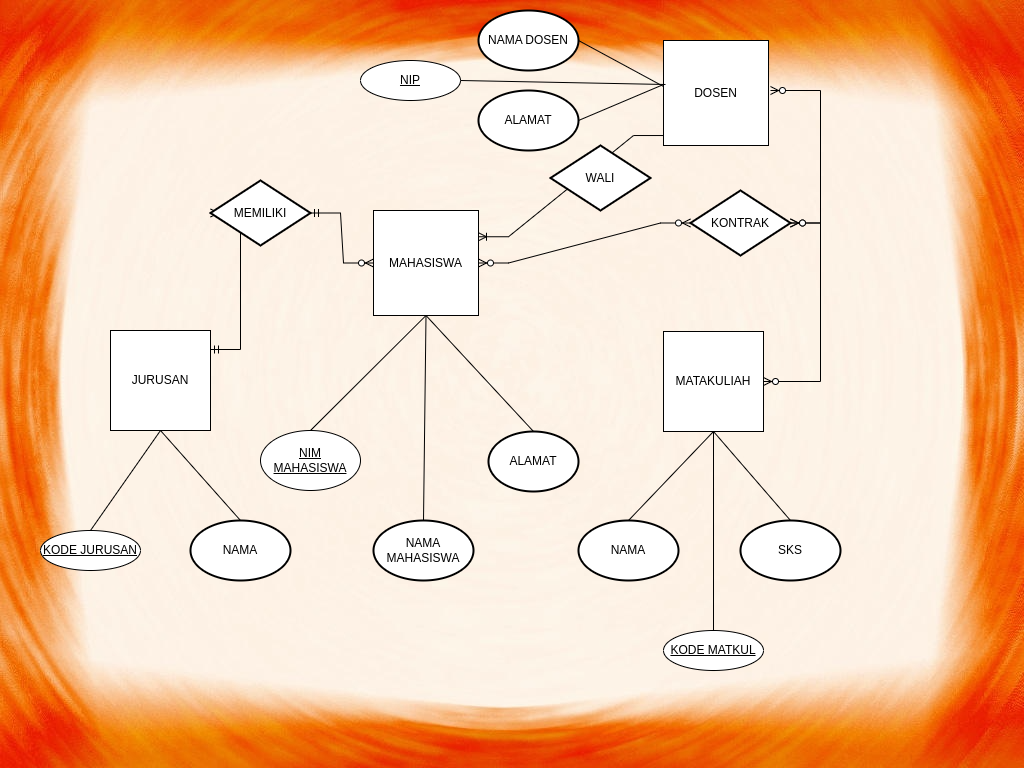 NAMA DOSEN
NIP
DOSEN
ALAMAT
WALI
MEMILIKI
KONTRAK
MAHASISWA
JURUSAN
MATAKULIAH
NIM
MAHASISWA
ALAMAT
KODE JURUSAN
NAMA
NAMA
MAHASISWA
NAMA
SKS
KODE MATKUL